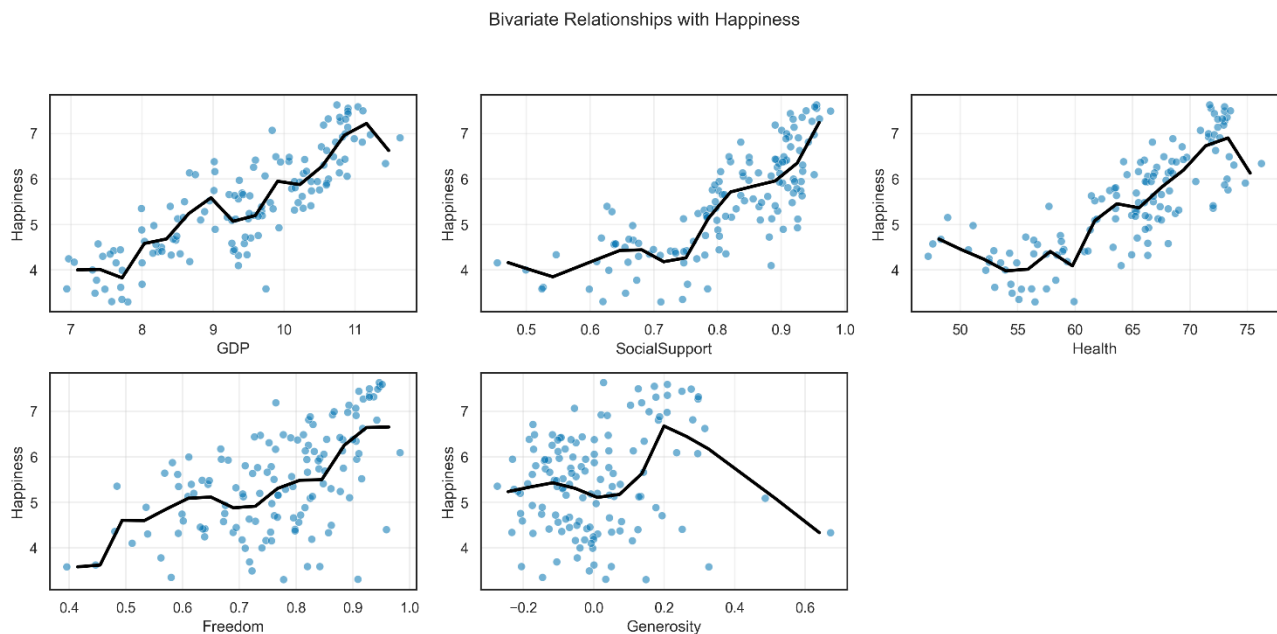 Bivariate Relationships with Happiness
Happiness
7
6
5
4
7 8 9 10 11
GDP
Happiness
7
6
5
4
0.5 0.6 0.7 0.8 0.9 1.0
SocialSupport
Happiness
7
6
5
4
50 55 60 65 70 75
Health
Happiness
7
6
5
4
0.4 0.5 0.6 0.7 0.8 0.9 1.0
Freedom
Happiness
7
6
5
4
−0.2 0.0 0.2 0.4 0.6
Generosity